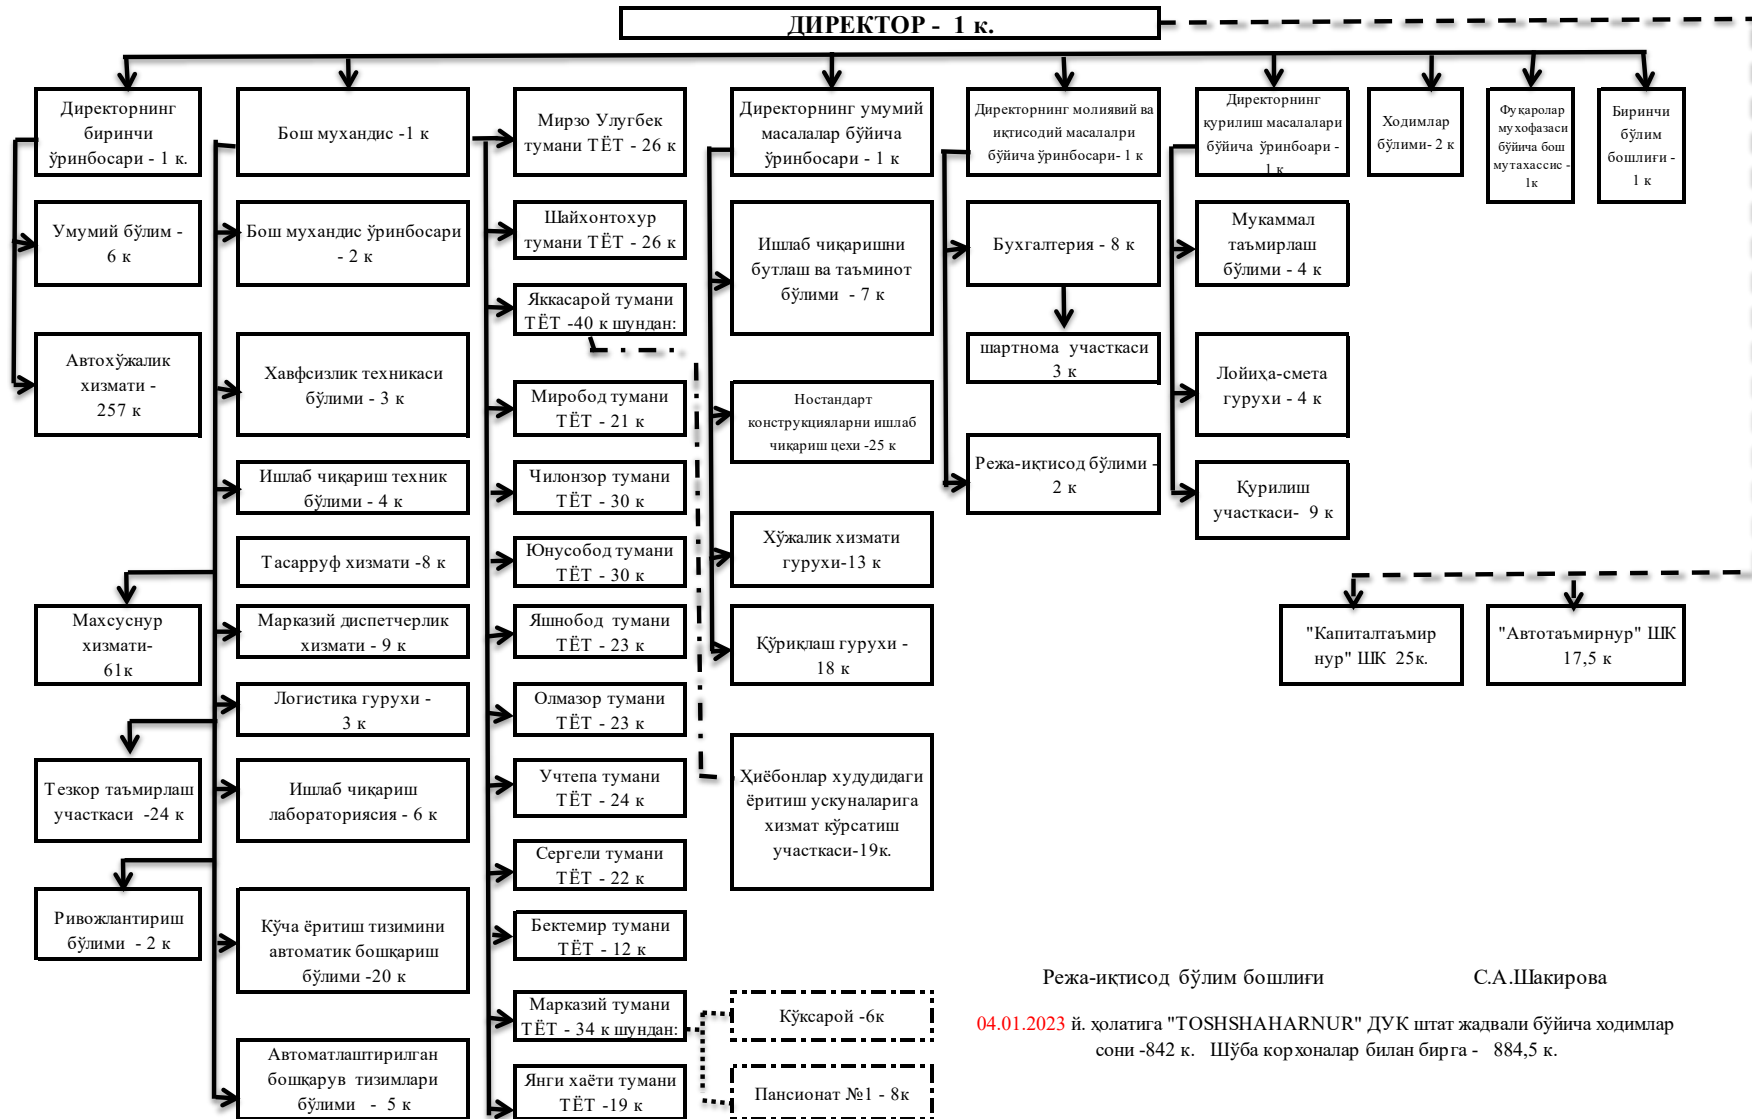 ДИРЕКТОР - 1 к.
Директорнинг
биринчи
ўринбосари - 1 к.
Бош мухандис -1 к
Мирзо Улугбек
тумани ТЁТ - 26 к
Директорнинг умумий
масалалар бўйича
ўринбосари - 1 к
Директорнинг молиявий ва
иқтисодий масалалри
бўйича ўринбосари- 1 к
Директорнинг
қурилиш масалалари
бўйича ўринбоари -
1 к
Ходимлар
бўлими- 2 к
Фуқаролар
мухофазаси
бўйича бош
мутахассис -
1к
Биринчи
бўлим
бошлиғи -
1 к
Умумий бўлим -
6 к
Автохўжалик
хизмати -
257 к
Махсуснур
хизмати-
61к
Тезкор таъмирлаш
участкаси -24 к
Ривожлантириш
бўлими - 2 к
Бош мухандис ўринбосари
- 2 к
Хавфсизлик техникаси
бўлими - 3 к
Ишлаб чиқариш техник
бўлими - 4 к
Тасарруф хизмати -8 к
Марказий диспетчерлик
хизмати - 9 к
Логистика гурухи -
3 к
Ишлаб чиқариш
лабораториясия - 6 к
Кўча ёритиш тизимини
автоматик бошқариш
бўлими -20 к
Автоматлаштирилган
бошқарув тизимлари
бўлими - 5 к
Шайхонтохур
тумани ТЁТ - 26 к
Яккасарой тумани
ТЁТ -40 к шундан:
Миробод тумани
ТЁТ - 21 к
Чилонзор тумани
ТЁТ - 30 к
Юнусобод тумани
ТЁТ - 30 к
Яшнобод тумани
ТЁТ - 23 к
Олмазор тумани
ТЁТ - 23 к
Учтепа тумани
ТЁТ - 24 к
Сергели тумани
ТЁТ - 22 к
Бектемир тумани
ТЁТ - 12 к
Марказий тумани
ТЁТ - 34 к шундан:
Янги хаёти тумани
ТЁТ -19 к
Ишлаб чиқаришни
бутлаш ва таъминот
бўлими - 7 к
Ностандарт
конструкцияларни ишлаб
чиқариш цехи -25 к
Хўжалик хизмати
гурухи-13 к
Қўриқлаш гурухи -
18 к
Ҳиёбонлар худудидаги
ёритиш ускуналарига
хизмат кўрсатиш
участкаси-19к.
Кўксарой -6к
Пансионат №1 - 8к
Бухгалтерия - 8 к
шартнома участкаси
3 к
Режа-иқтисод бўлими -
2 к
Мукаммал
таъмирлаш
бўлими - 4 к
Лойиҳа-смета
гурухи - 4 к
Қурилиш
участкаси- 9 к
"Капиталтаъмир
нур" ШК 25к.
"Автотаъмирнур" ШК
17,5 к
Режа-иқтисод бўлим бошлиғи С.А.Шакирова
04.01.2023 й. ҳолатига "TOSHSHAHARNUR" ДУК штат жадвали бўйича ходимлар
сони -842 к. Шўба корхоналар билан бирга - 884,5 к.